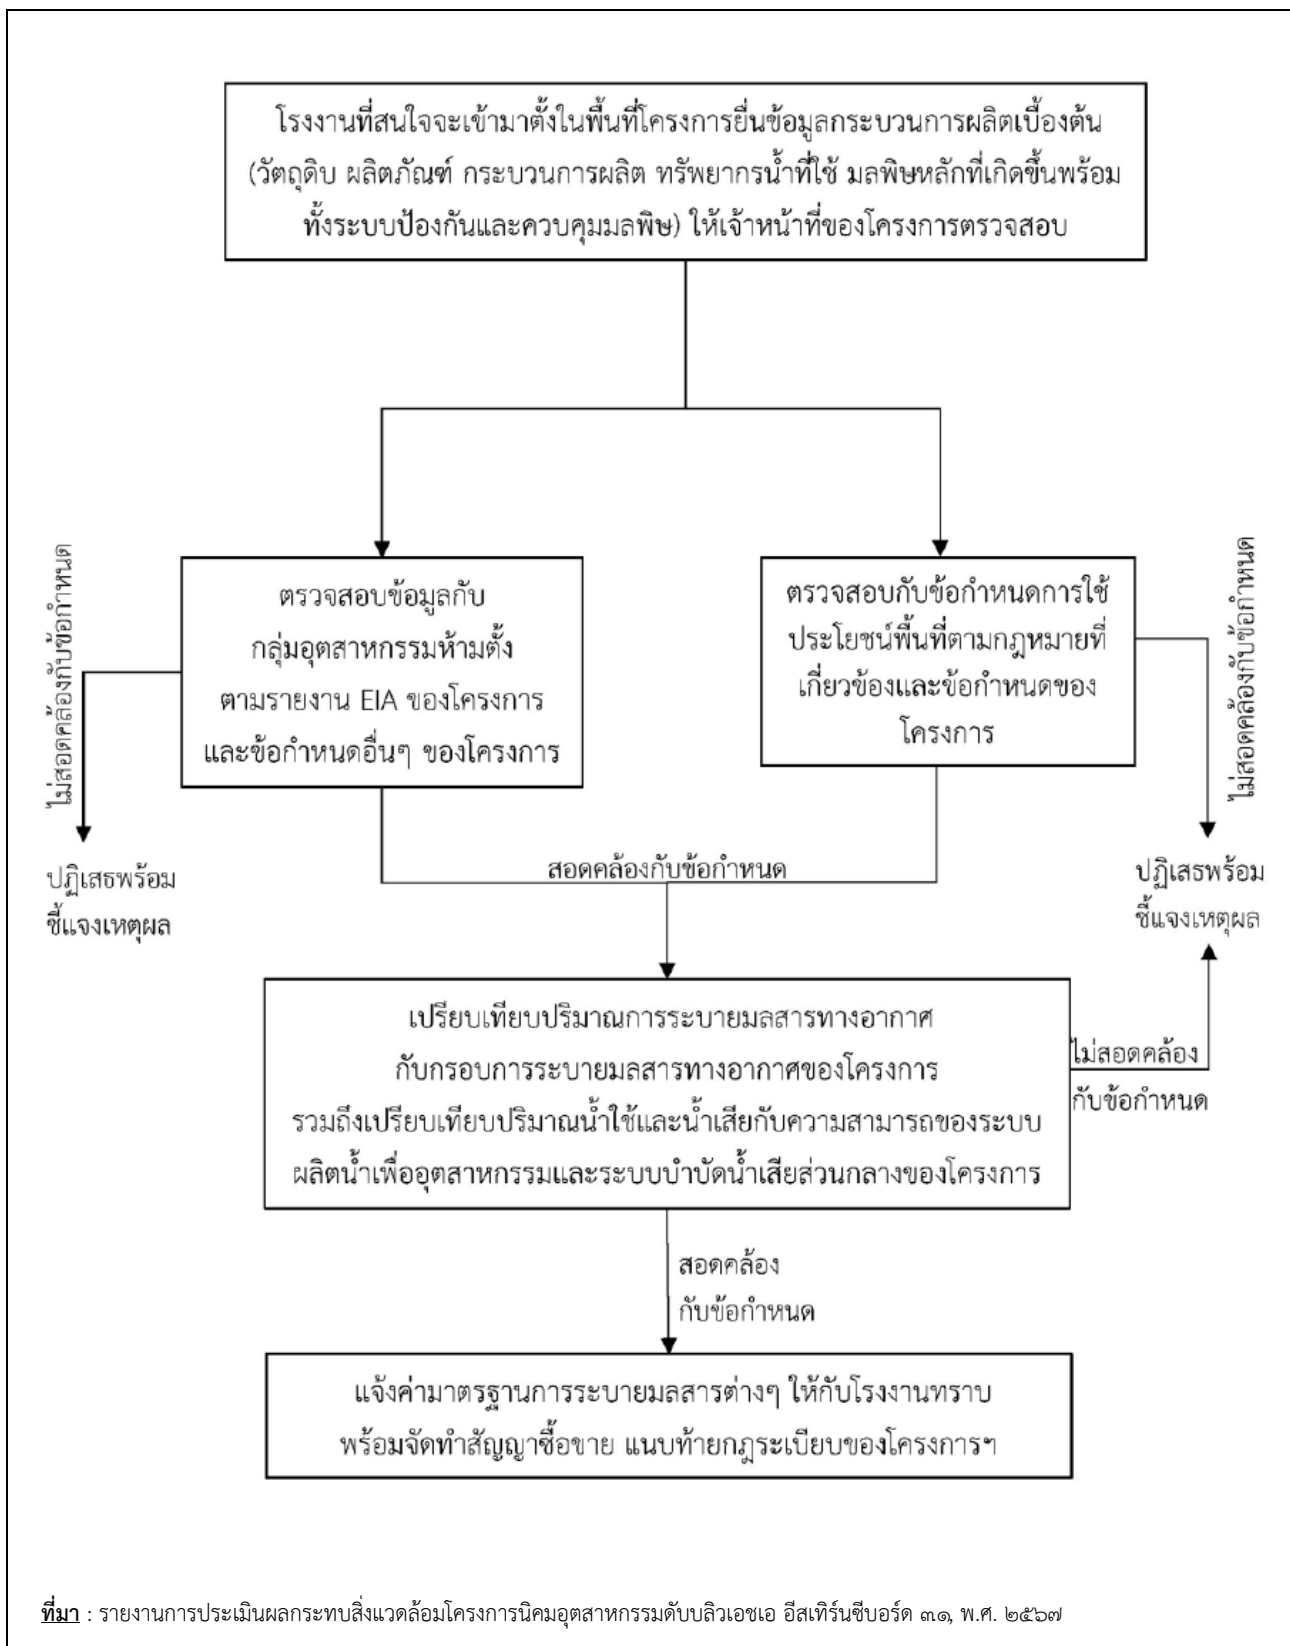 โรงงานที่สนใจจะเข้ามาตั้งในพื้นที่โครงการยื่นข้อมูลกระบวนการผลิตเบื้องต้น
(วัตถุดิบ ผลิตภัณฑ์ กระบวนการผลิต ทรัพยากรน้ำที่ใช้ มลพิษหลักที่เกิดขึ้นพร้อม
ทั้งระบบป้องกันและควบคุมมลพิษ) ให้เจ้าหน้าที่ของโครงการตรวจสอบ
ไม่สอดคล้องกับข้อกำหนด
ตรวจสอบข้อมูลกับ
กลุ่มอุตสาหกรรมห้ามตั้ง
ตามรายงาน EIA ของโครงการ
และข้อกำหนดอื่นๆ ของโครงการ
ตรวจสอบกับข้อกำหนดการใช้
ประโยชน์พื้นที่ตามกฎหมายที่
เกี่ยวข้องและข้อกำหนดของ
โครงการ
ไม่สอดคล้องกับข้อกำหนด
ปฏิเสธพร้อม
ชี้แจงเหตุผล
สอดคล้องกับข้อกำหนด
ปฏิเสธพร้อม
ชี้แจงเหตุผล
เปรียบเทียบปริมาณการระบายมลสารทางอากาศ
กับกรอบการระบายมลสารทางอากาศของโครงการ
รวมถึงเปรียบเทียบปริมาณน้ำใช้และน้ำเสียกับความสามารถของระบบ
ผลิตน้ำเพื่ออุตสาหกรรมและระบบบำบัดน้ำเสียส่วนกลางของโครงการ
ไม่สอดคล้อง
กับข้อกำหนด
สอดคล้อง
กับข้อกำหนด
แจ้งค่ามาตรฐานการระบายมลสารต่างๆ ให้กับโรงงานทราบ
พร้อมจัดทำสัญญาซื้อขาย แนบท้ายกฎระเบียบของโครงการฯ
ที่มา : รายงานการประเมินผลกระทบสิ่งแวดล้อมโครงการนิคมอุตสาหกรรมดับบลิวเอชเอ อีสเทิร์นซีบอร์ด ๓๑, พ.ศ. ๒๕๖๗